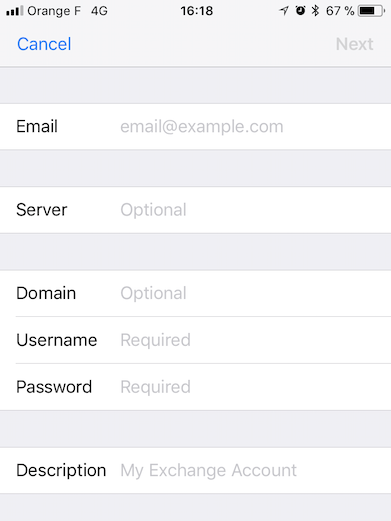 Orange F 4G 16:18 67 %
Cancel Next
Email email@example.com
Server Optional
Domain Optional
Username Required
Password Required
Description My Exchange Account